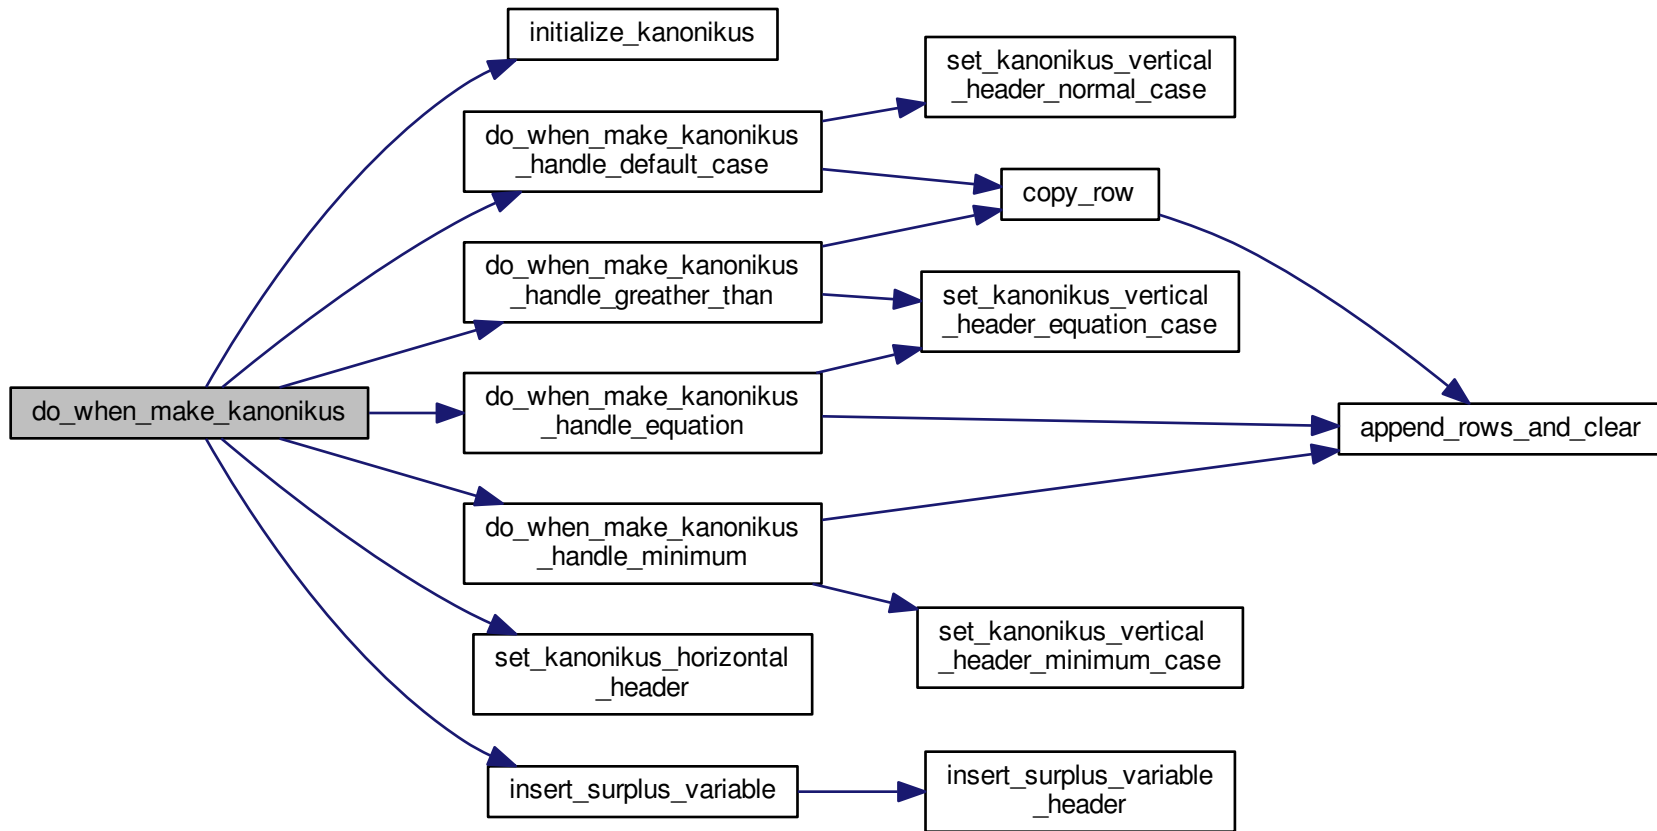 initialize_kanonikus
set_kanonikus_vertical
_header_normal_case
do_when_make_kanonikus
_handle_default_case
copy_row
do_when_make_kanonikus
_handle_greather_than
set_kanonikus_vertical
_header_equation_case
do_when_make_kanonikus
do_when_make_kanonikus
_handle_equation
append_rows_and_clear
do_when_make_kanonikus
_handle_minimum
set_kanonikus_vertical
_header_minimum_case
set_kanonikus_horizontal
_header
insert_surplus_variable
insert_surplus_variable
_header